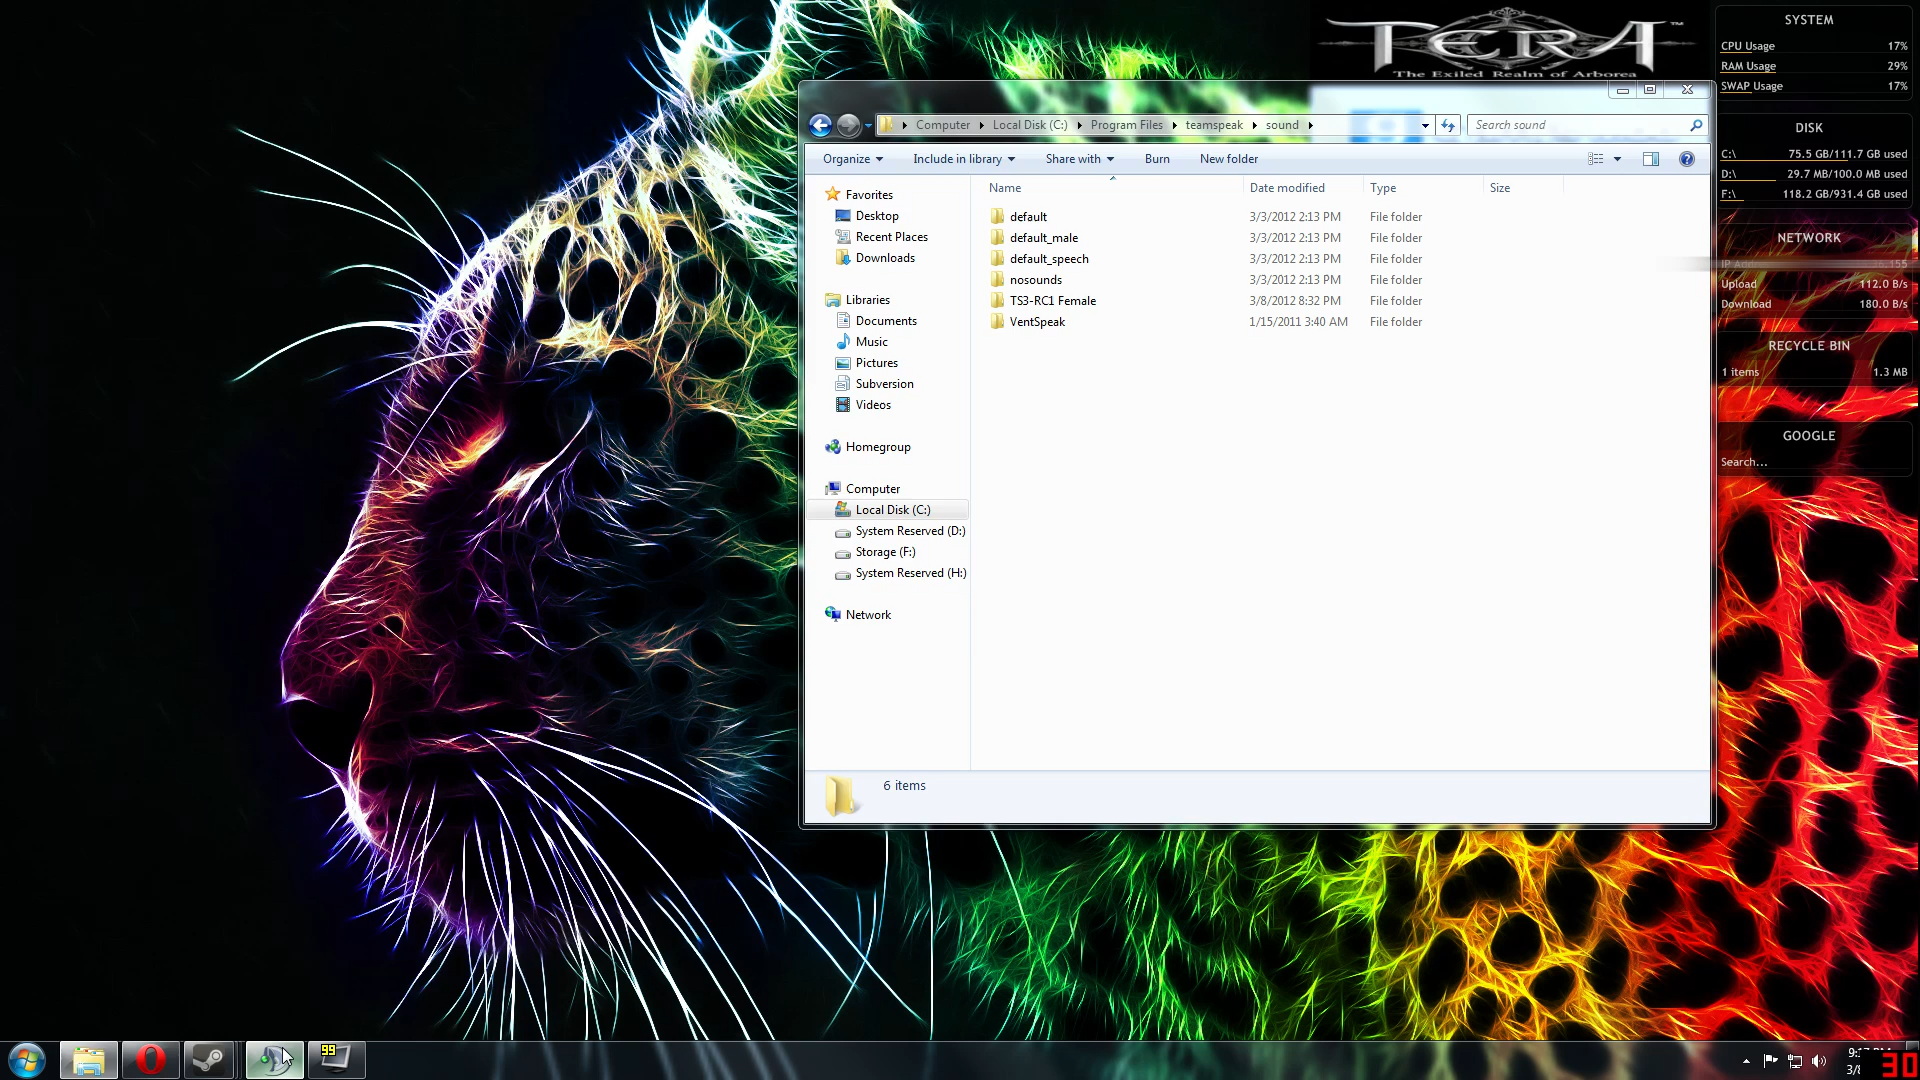 TERA ™
The Exiled Realm of Arborea
SYSTEM
CPU Usage 17%
RAM Usage 29%
SWAP Usage 17%
DISK
C:\ 75.5 GB/111.7 GB used
D:\ 29.7 MB/100.0 MB used
F:\ 118.2 GB/931.4 GB used
NETWORK
Upload 112.0 B/s
Download 180.0 B/s
RECYCLE BIN
1 items 1.3 MB
GOOGLE
Search...
Computer Local Disk (C:) Program Files teamspeak sound
Search sound
Organize Include in library Share with Burn New folder
Favorites
Desktop
Recent Places
Downloads
Libraries
Documents
Music
Pictures
Subversion
Videos
Homegroup
Computer
Local Disk (C:)
System Reserved (D:)
Storage (F:)
System Reserved (H:)
Network
Name Date modified Type Size
default 3/3/2012 2:13 PM File folder
default_male 3/3/2012 2:13 PM File folder
default_speech 3/3/2012 2:13 PM File folder
nosounds 3/3/2012 2:13 PM File folder
TS3-RC1 Female 3/8/2012 8:32 PM File folder
VentSpeak 1/15/2011 3:40 AM File folder
6 items
99
30